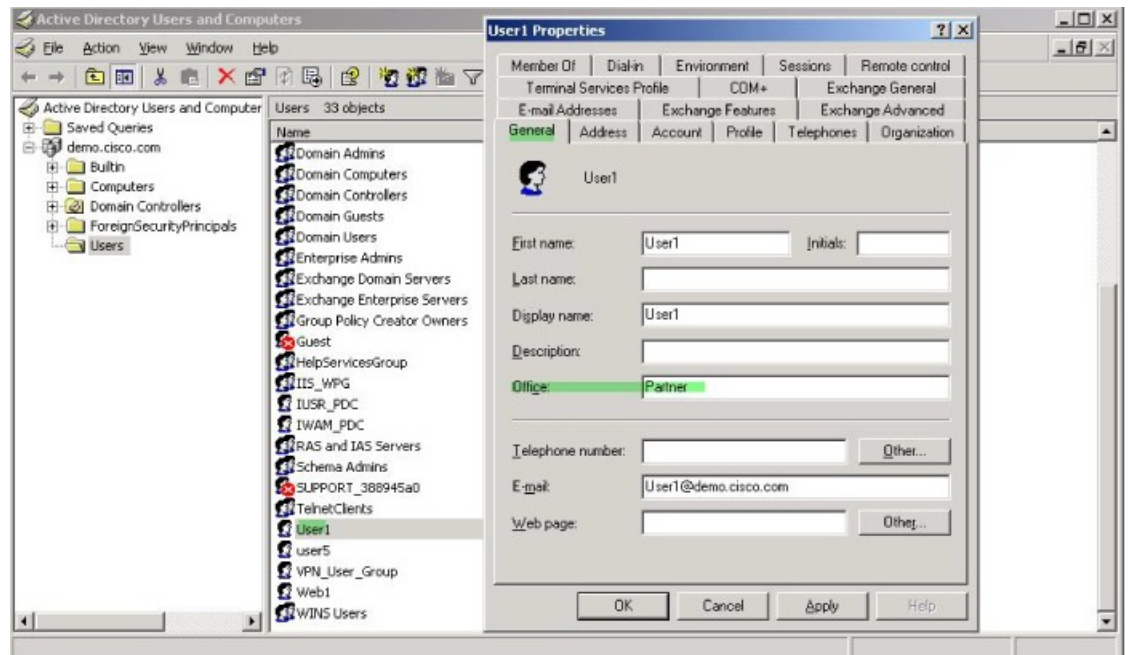 Active Directory Users and Computers
File Action View Window Help
Active Directory Users and Computer
Saved Queries
demo.cisco.com
Builtin
Computers
Domain Controllers
ForeignSecurityPrincipals
Users
Users 33 objects
Name
Domain Admins
Domain Computers
Domain Controllers
Domain Guests
Domain Users
Enterprise Admins
Exchange Domain Servers
Exchange Enterprise Servers
Group Policy Creator Owners
Guest
HelpServicesGroup
IIS_WPG
IUSR_PDC
IWAM_PDC
RAS and IAS Servers
Schema Admins
SUPPORT_388945a0
TelnetClients
User1
user5
VPN_User_Group
Web1
WINS Users
User1 Properties
Member Of Dial-in Environment Sessions Remote control
Terminal Services Profile COM+ Exchange General
E-mail Addresses Exchange Features Exchange Advanced
General Address Account Profile Telephones Organization
User1
First name: User1 Initials:
Last name:
Display name: User1
Description:
Office: Partner
Telephone number: Other...
E-mail: User1@demo.cisco.com
Web page: Other...
OK Cancel Apply Help